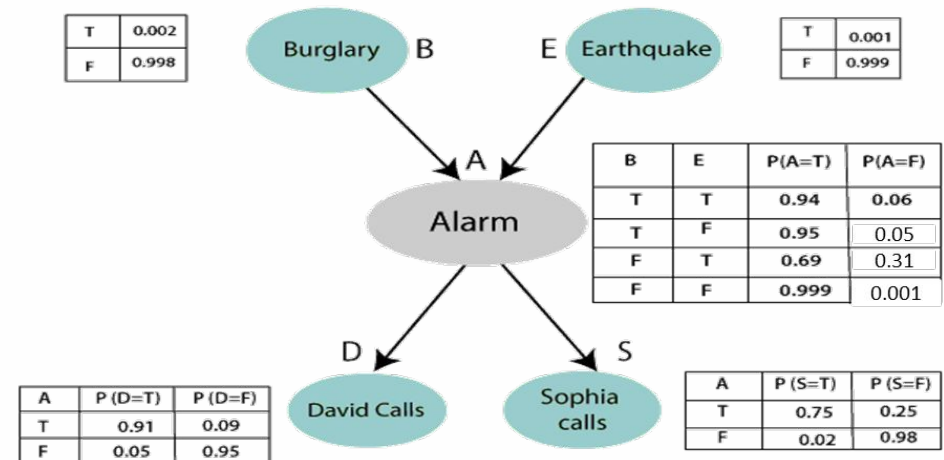 T 0.002
F 0.998
Burglary B
E Earthquake
T 0.001
F 0.999
A
Alarm
B E P(A=T) P(A=F)
T T 0.94 0.06
T F 0.95 0.05
F T 0.69 0.31
F F 0.999 0.001
D
S
A P (D=T) P (D=F)
T 0.91 0.09
F 0.05 0.95
David Calls
Sophia
calls
A P (S=T) P (S=F)
T 0.75 0.25
F 0.02 0.98